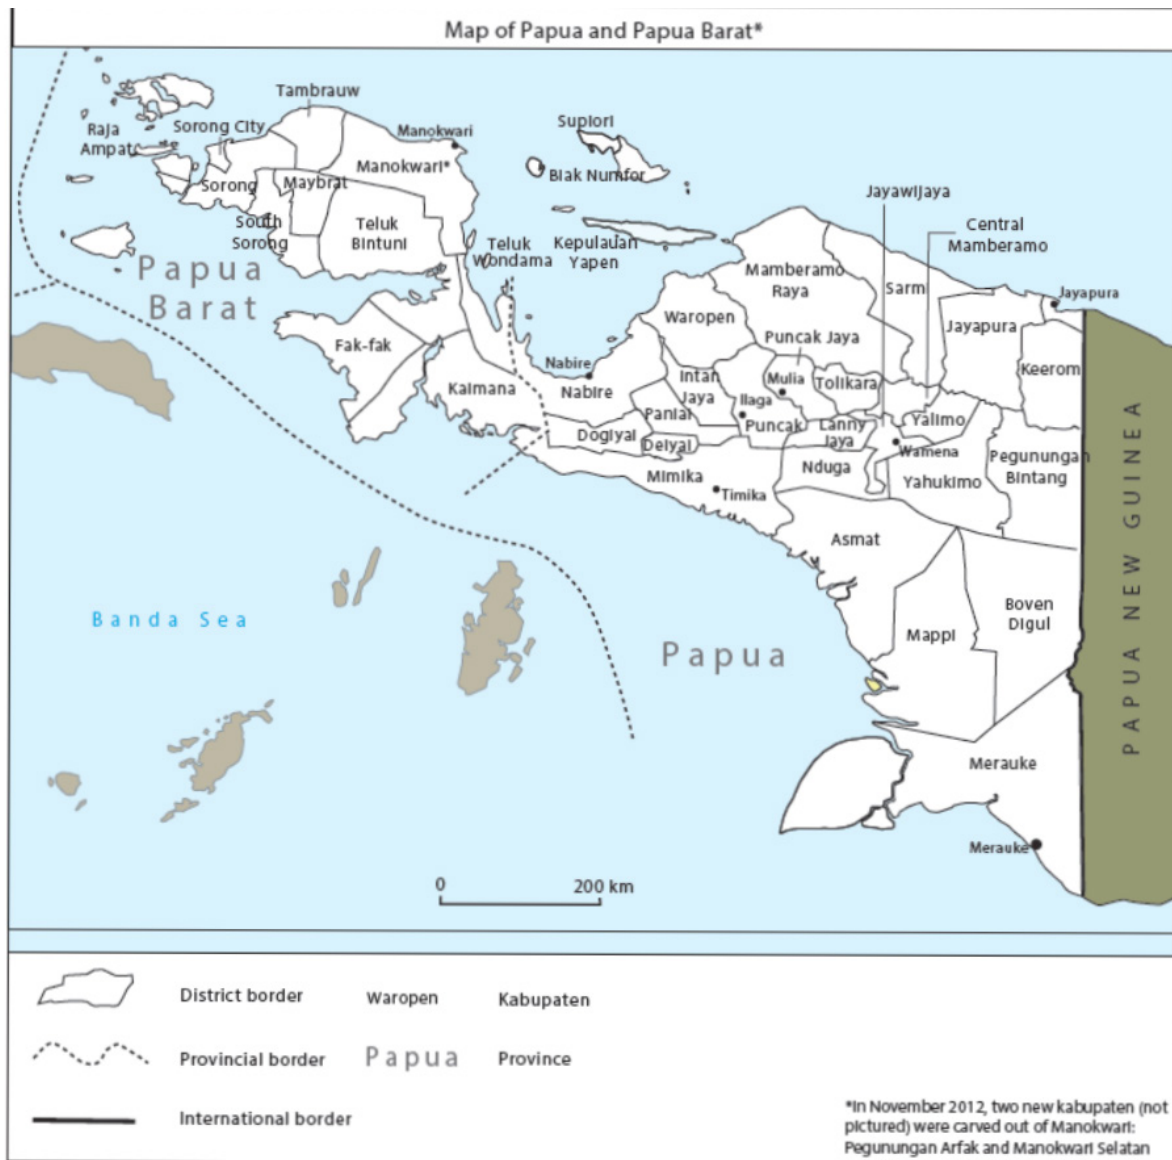 Map of Papua and Papua Barat*
Tambrauw
Raja
Ampat
Sorong City
Manokwari
Supiori
Manokwari*
Biak Numfor
Sorong
Maybrat
Jayawijaya
South
Sorong
Teluk
Bintuni
Teluk
Wondama
Kepulauan
Yapen
Central
Mamberamo
Papua
Barat
Mamberamo
Raya
Sarmi
Jayapura
Waropen
Jayapura
Fak-fak
Puncak Jaya
Keerom
Nabire
Kaimana
Nabire
Intan
Jaya
Mulia
Tolikara
Ilaga
Paniai
Puncak
Lanny
Jaya
Yalimo
Dogiyai
Deiyai
Wamena
Pegunungan
Bintang
Mimika
Nduga
Yahukimo
Timika
Asmat
PAPUA NEW GUINEA
Banda Sea
Boven
Digul
Mappi
Papua
Merauke
Merauke
0
200 km
District border
Waropen
Kabupaten
Provincial border
Papua
Province
International border
*In November 2012, two new kabupaten (not
pictured) were carved out of Manokwari:
Pegunungan Arfak and Manokwari Selatan